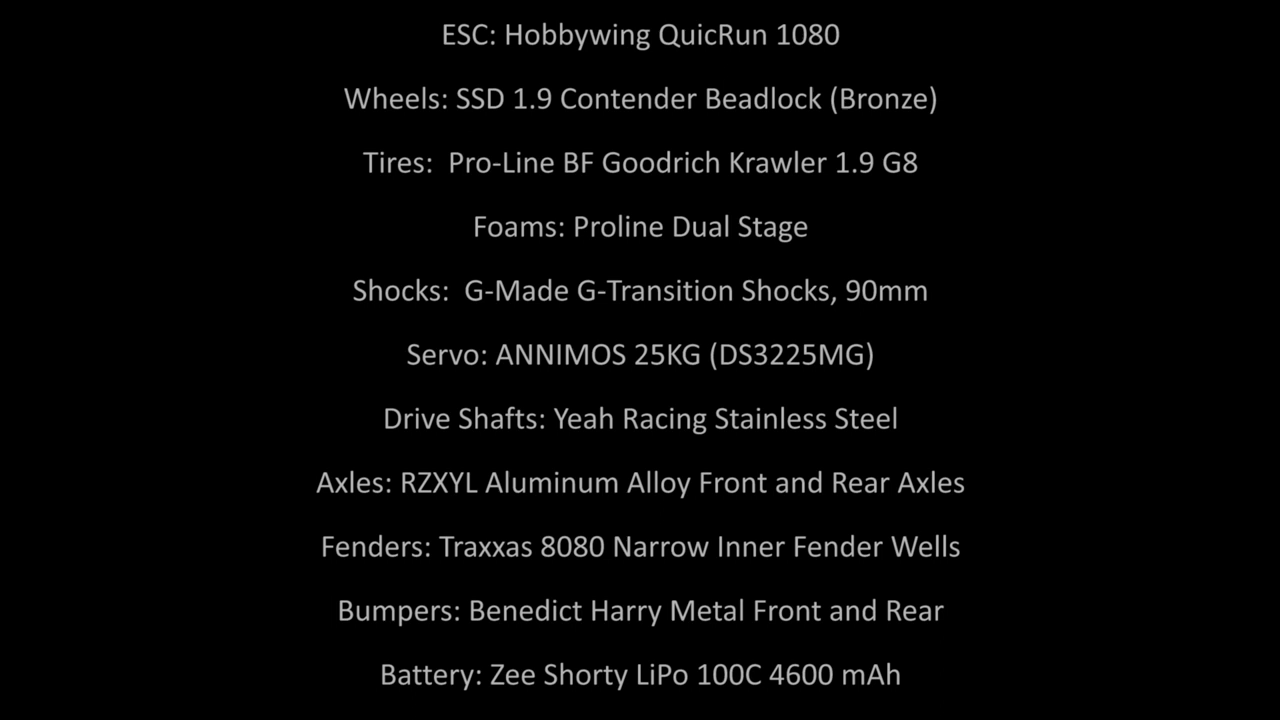 ESC: Hobbywing QuicRun 1080
Wheels: SSD 1.9 Contender Beadlock (Bronze)
Tires:  Pro-Line BF Goodrich Krawler 1.9 G8
Foams: Proline Dual Stage
Shocks:  G-Made G-Transition Shocks, 90mm
Servo: ANNIMOS 25KG (DS3225MG)
Drive Shafts: Yeah Racing Stainless Steel
Axles: RZXYL Aluminum Alloy Front and Rear Axles
Fenders: Traxxas 8080 Narrow Inner Fender Wells
Bumpers: Benedict Harry Metal Front and Rear
Battery: Zee Shorty LiPo 100C 4600 mAh